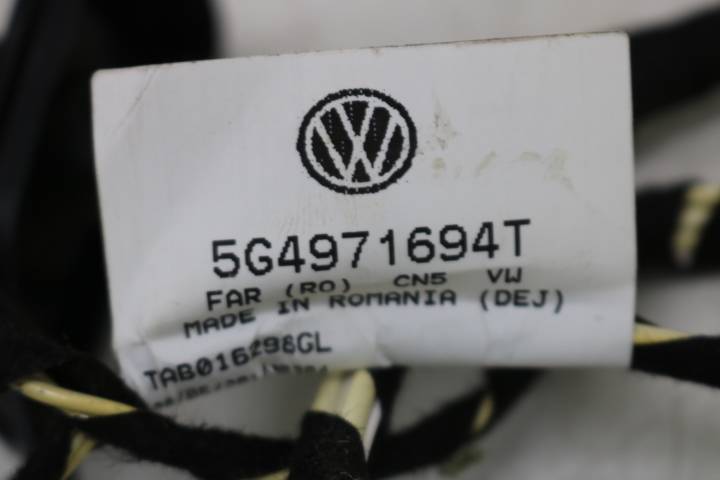 5G4971694T
FAR (RO) CN5 VW
MADE IN ROMANIA (DEJ)
TAB016298GL